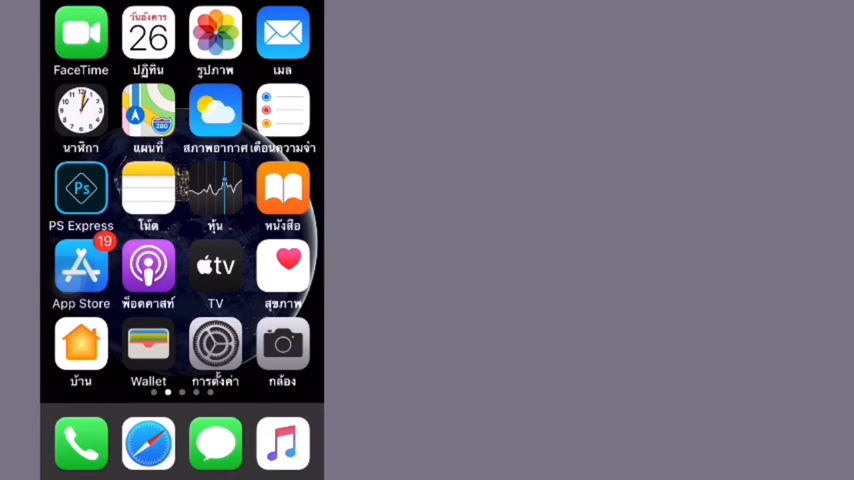 วันอังคาร
26
FaceTime ปฏิทิน รูปภาพ เมล
280
นาฬิกา แผนที่ สภาพอากาศ เตือนความจำ
Ps
PS Express โน้ต หุ้น หนังสือ
19
tv
App Store พ็อดคาสท์ TV สุขภาพ
บ้าน Wallet การตั้งค่า กล้อง